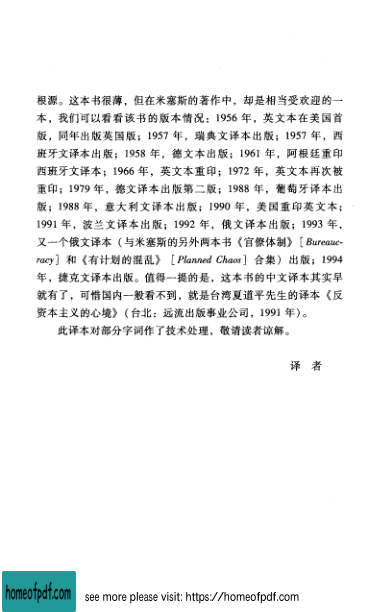 根源。这本书很薄，但在米塞斯的著作中，却是相当受欢迎的一
本，我们可以看看该书的版本情况：1956 年，英文本在美国首
版，同年出版英国版；1957 年，瑞典文译本出版；1957 年，西
班牙文译本出版；1958 年，德文本出版；1961 年，阿根廷重印
西班牙文译本；1966 年，英文本重印；1972 年，英文本再次被
重印；1979 年，德文译本出版第二版；1988 年，葡萄牙译本出
版；1988 年，意大利文译本出版；1990 年，美国重印英文本；
1991 年，波兰文译本出版；1992 年，俄文译本出版；1993 年，
又一个俄文译本（与米塞斯的另外两本书《官僚体制》［Bureauc-
racy］和《有计划的混乱》［Planned Chaos］合集）出版；1994
年，捷克文译本出版。值得一提的是，这本书的中文译本其实早
就有了，可惜国内一般看不到，就是台湾夏道平先生的译本《反
资本主义的心境》（台北：远流出版事业公司，1991 年）。
此译本对部分字词作了技术处理，敬请读者谅解。
译 者
homeofpdf.com
see more please visit: https://homeofpdf.com